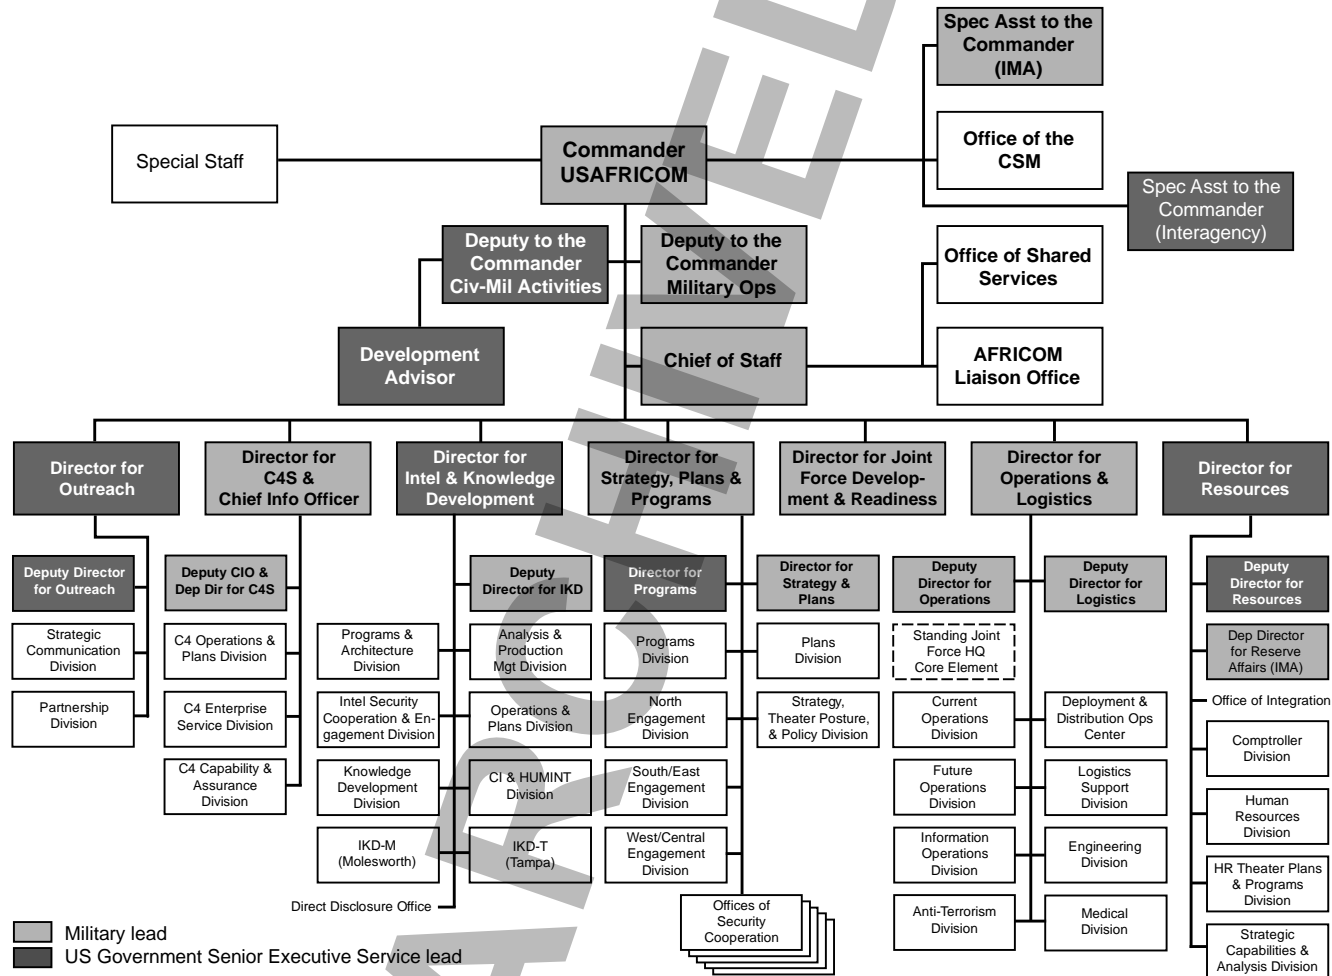 Spec Asst to the
Commander
(IMA)
Special Staff
Commander
USAFRICOM
Office of the
CSM
Spec Asst to the
Commander
(Interagency)
Deputy to the
Commander
Civ-Mil Activities
Deputy to the
Commander
Military Ops
Office of Shared
Services
Development
Advisor
Chief of Staff
AFRICOM
Liaison Office
Director for
Outreach
Director for
C4S &
Chief Info Officer
Director for
Intel & Knowledge
Development
Director for
Strategy, Plans &
Programs
Director for Joint
Force Develop-
ment & Readiness
Director for
Operations
& Logistics
Director for
Resources
Deputy Director
for Outreach
Strategic
Communication
Division
Partnership
Division
Deputy CIO &
Dep Dir for C4S
C4 Operations &
Plans Division
C4 Enterprise
Service Division
C4 Capability &
Assurance
Division
Deputy
Director for IKD
Programs &
Architecture
Division
Analysis &
Production
Mgt Division
Intel Security
Cooperation & En-
gagement Division
Operations &
Plans Division
Knowledge
Development
Division
CI & HUMINT
Division
IKD-M
(Molesworth)
IKD-T
(Tampa)
Direct Disclosure Office
Director for
Programs
Director for
Strategy &
Plans
Programs
Division
Plans
Division
North
Engagement
Division
Strategy,
Theater Posture,
& Policy Division
South/East
Engagement
Division
West/Central
Engagement
Division
Offices of
Security
Cooperation
Deputy
Director for
Operations
Deputy
Director for
Logistics
Standing Joint
Force HQ
Core Element
Current
Operations
Division
Deployment &
Distribution Ops
Center
Future
Operations
Division
Logistics
Support
Division
Information
Operations
Division
Engineering
Division
Anti-Terrorism
Division
Medical
Division
Deputy
Director for
Resources
Dep Director
for Reserve
Affairs (IMA)
Office of Integration
Comptroller
Division
Human
Resources
Division
HR Theater Plans
& Programs
Division
Strategic
Capabilities &
Analysis Division
Military lead
US Government Senior Executive Service lead
ARCHIVED